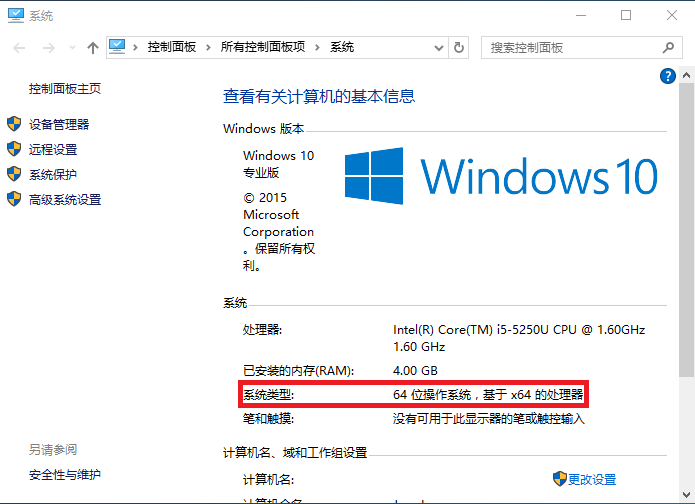 系统
控制面板 › 所有控制面板项 › 系统
搜索控制面板
控制面板主页
设备管理器
远程设置
系统保护
高级系统设置
另请参阅
安全性与维护
?
查看有关计算机的基本信息
Windows 版本
Windows 10
专业版
© 2015
Microsoft
Corporation
。保留所有权
利。
Windows 10
系统
处理器: Intel(R) Core(TM) i5-5250U CPU @ 1.60GHz
1.60 GHz
已安装的内存(RAM): 4.00 GB
系统类型: 64 位操作系统，基于 x64 的处理器
笔和触摸: 没有可用于此显示器的笔或触控输入
计算机名、域和工作组设置
计算机名: 更改设置